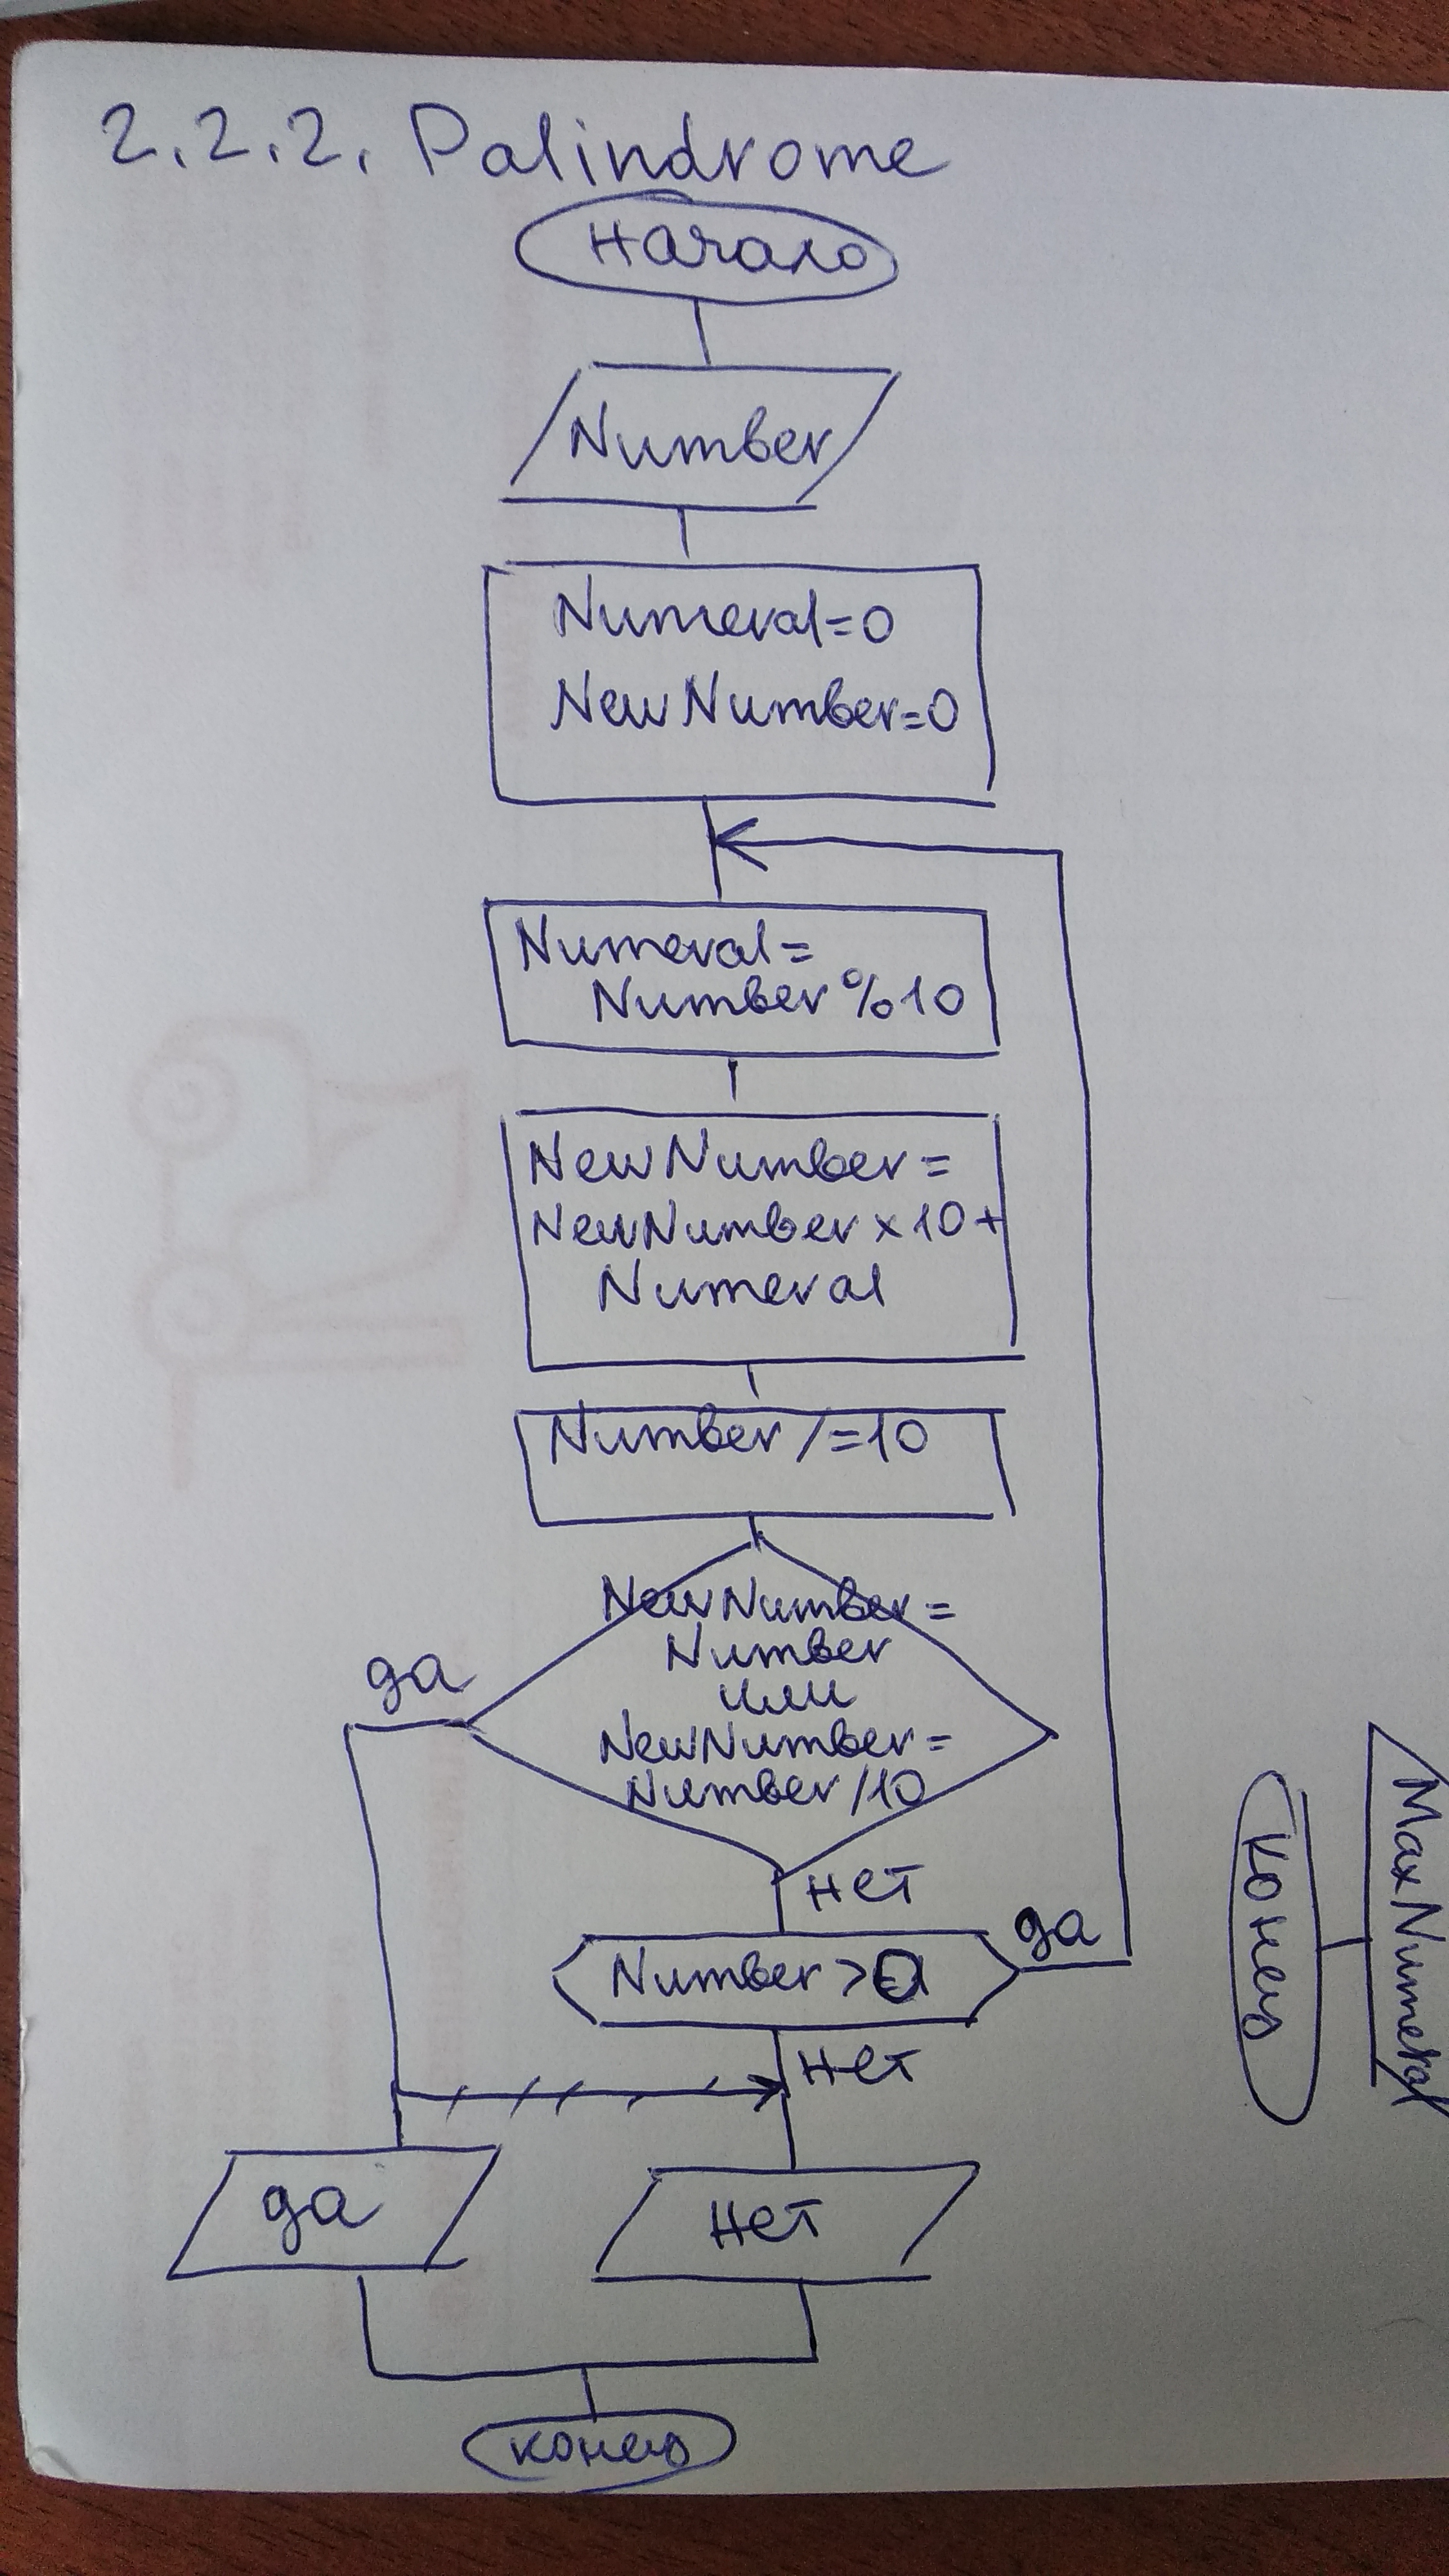 2.2.2. Palindrome
Начало
Number
Numeral=0
NewNumber=0
Numeral=
Number%10
NewNumber=
NewNumber×10+
Numeral
Number/=10
NewNumber=
Number
или
NewNumber=
Number/10
да
нет
Number>0
да
нет
да
нет
конец
конец
MaxNumeral